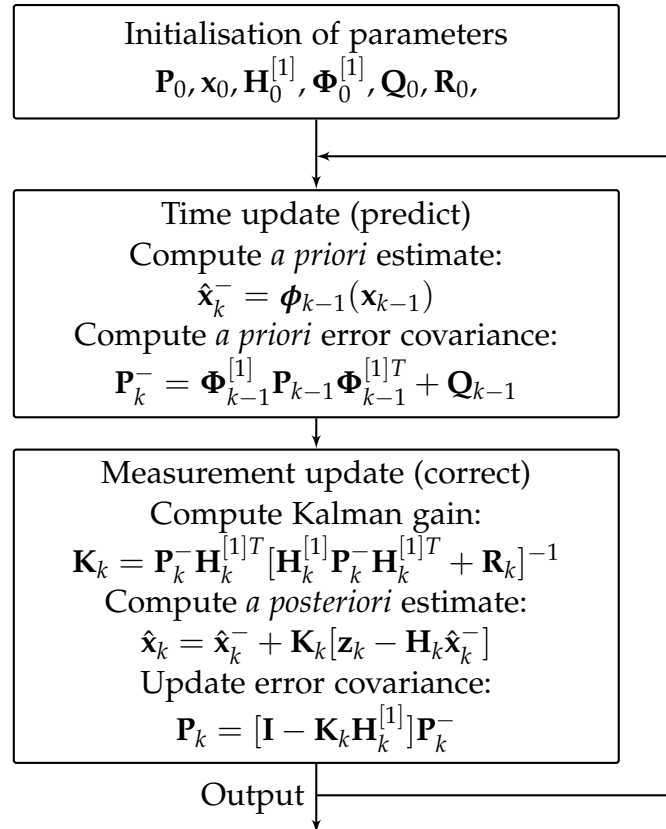 Initialisation of parameters
𝐏₀, 𝐱₀, 𝐇₀^[1], 𝚽₀^[1], 𝐐₀, 𝐑₀,
Time update (predict)
Compute a priori estimate:
𝐱̂ₖ⁻ = 𝝓ₖ₋₁(𝐱ₖ₋₁)
Compute a priori error covariance:
𝐏ₖ⁻ = 𝚽ₖ₋₁^[1] 𝐏ₖ₋₁ 𝚽ₖ₋₁^[1]T + 𝐐ₖ₋₁
Measurement update (correct)
Compute Kalman gain:
𝐊ₖ = 𝐏ₖ⁻ 𝐇ₖ^[1]T [𝐇ₖ^[1] 𝐏ₖ⁻ 𝐇ₖ^[1]T + 𝐑ₖ]⁻¹
Compute a posteriori estimate:
𝐱̂ₖ = 𝐱̂ₖ⁻ + 𝐊ₖ[𝐳ₖ − 𝐇ₖ𝐱̂ₖ⁻]
Update error covariance:
𝐏ₖ = [𝐈 − 𝐊ₖ𝐇ₖ^[1]]𝐏ₖ⁻
Output